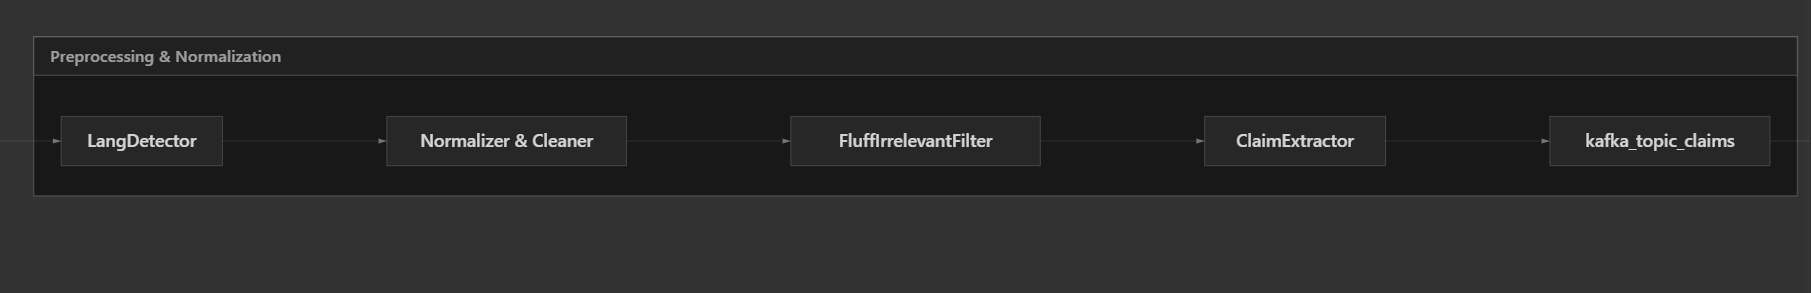 Preprocessing & Normalization
LangDetector
Normalizer & Cleaner
FluffIrrelevantFilter
ClaimExtractor
kafka_topic_claims